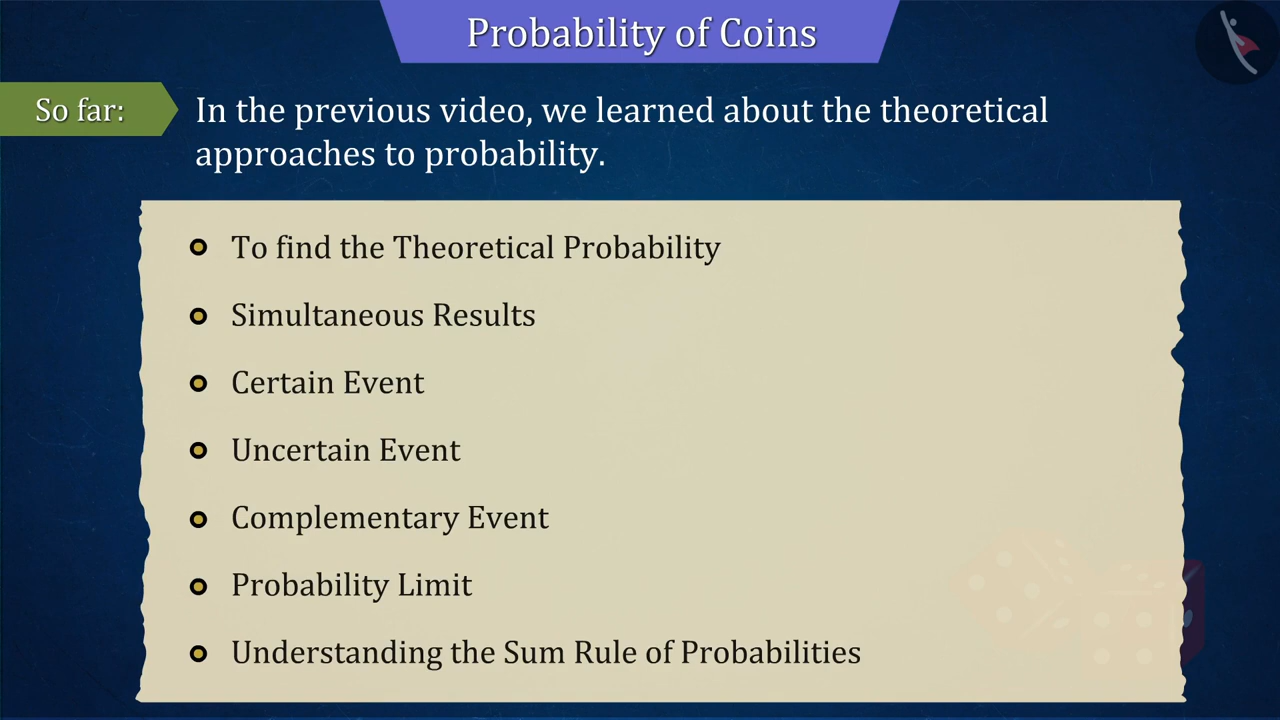 Probability of Coins
So far:
In the previous video, we learned about the theoretical
approaches to probability.
To find the Theoretical Probability
Simultaneous Results
Certain Event
Uncertain Event
Complementary Event
Probability Limit
Understanding the Sum Rule of Probabilities